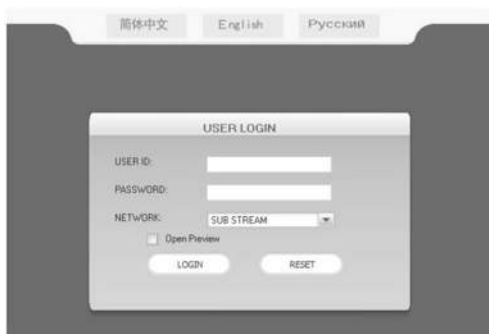 简体中文 English Русский
USER LOGIN
USER ID:
PASSWORD:
NETWORK: SUB STREAM
Open Preview
LOGIN RESET